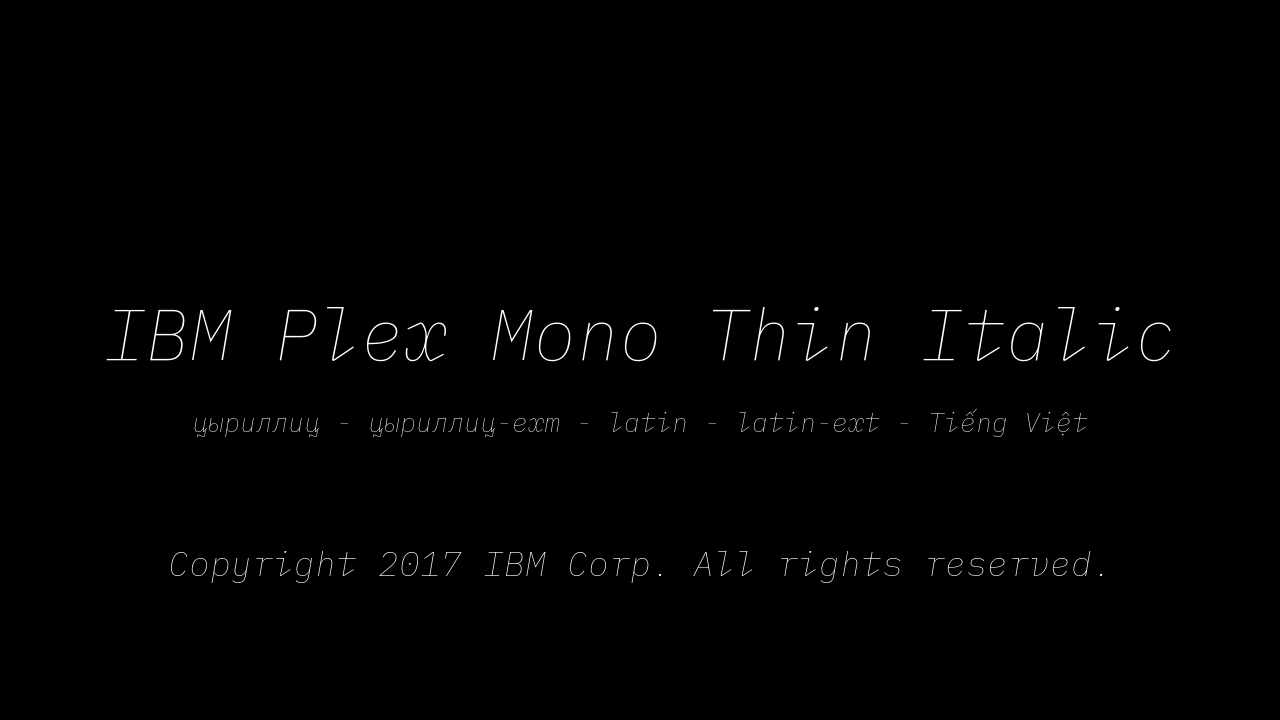 IBM Plex Mono Thin Italic
цыриллиц - цыриллиц-ехт - latin - latin-ext - Tiếng Việt
Copyright 2017 IBM Corp. All rights reserved.